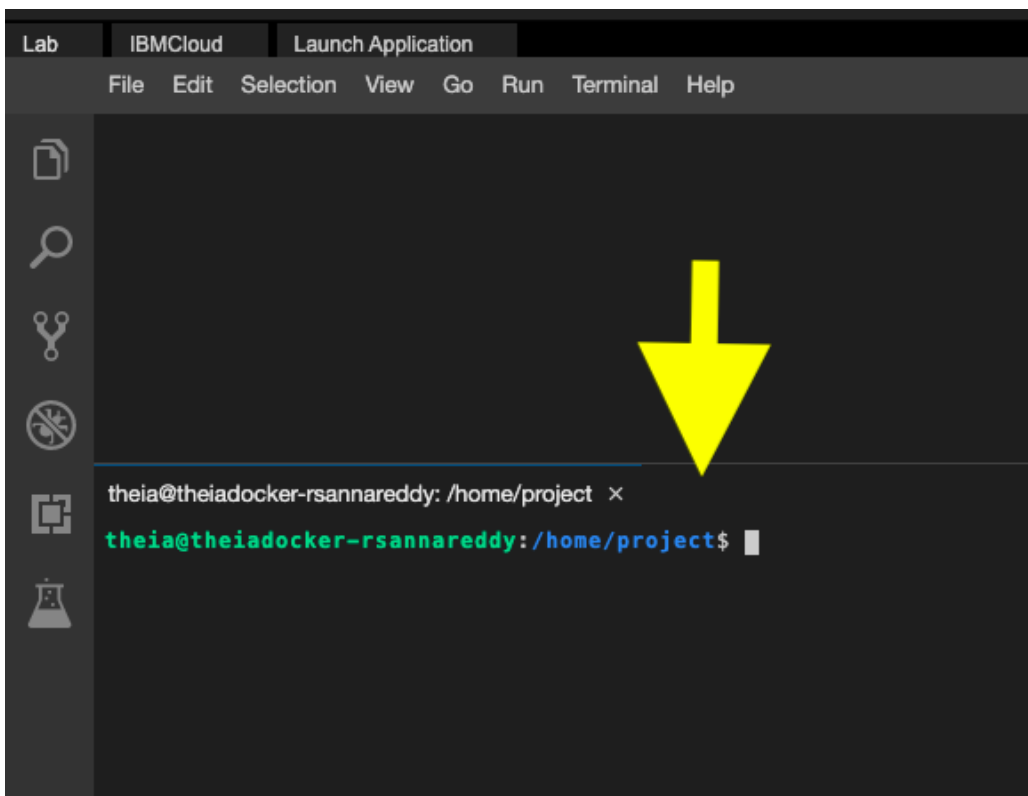 Lab IBMCloud Launch Application
File Edit Selection View Go Run Terminal Help
theia@theiadocker-rsannareddy: /home/project ×
theia@theiadocker-rsannareddy:/home/project$